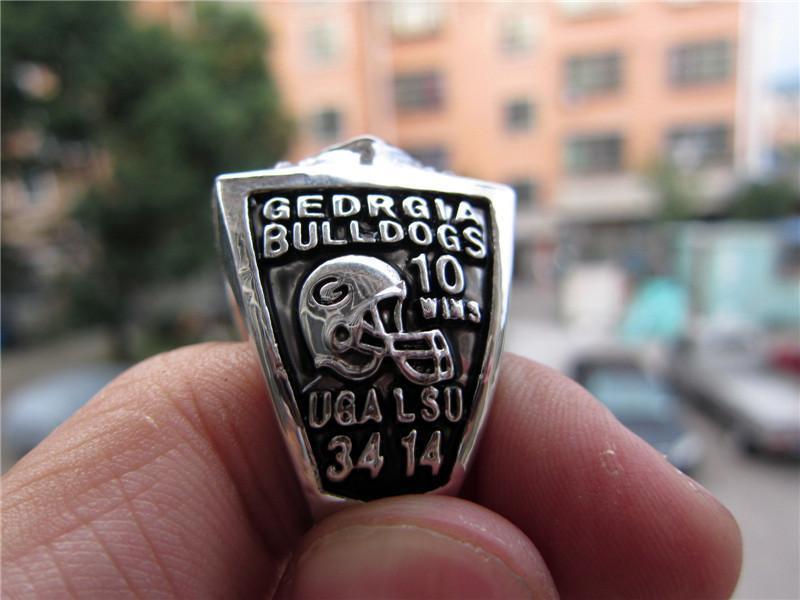 GEDRGIA
BULLDOGS
10
WINS
G
UGA LSU
34 14